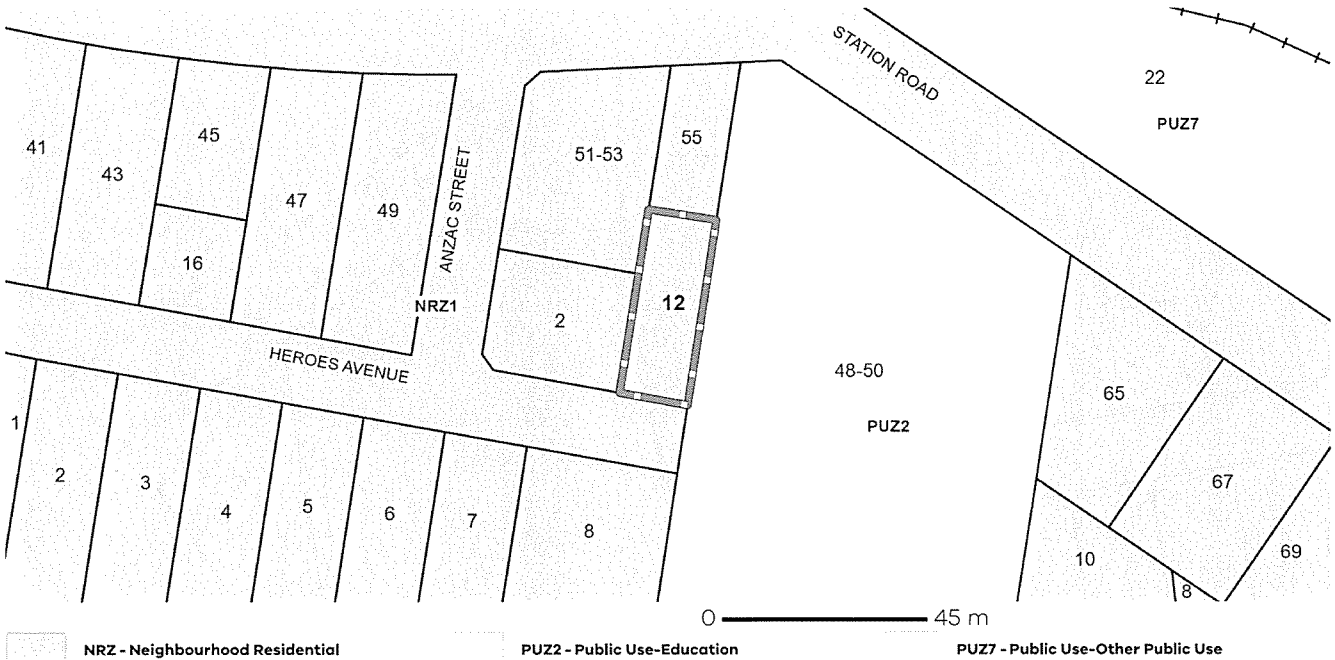 STATION ROAD
22
PUZ7
41
43
45
47
49
16
ANZAC STREET
51-53
55
NRZ1
2
12
HEROES AVENUE
48-50
PUZ2
65
67
69
10
8
1
2
3
4
5
6
7
8
0 45 m
NRZ - Neighbourhood Residential
PUZ2 - Public Use-Education
PUZ7 - Public Use-Other Public Use